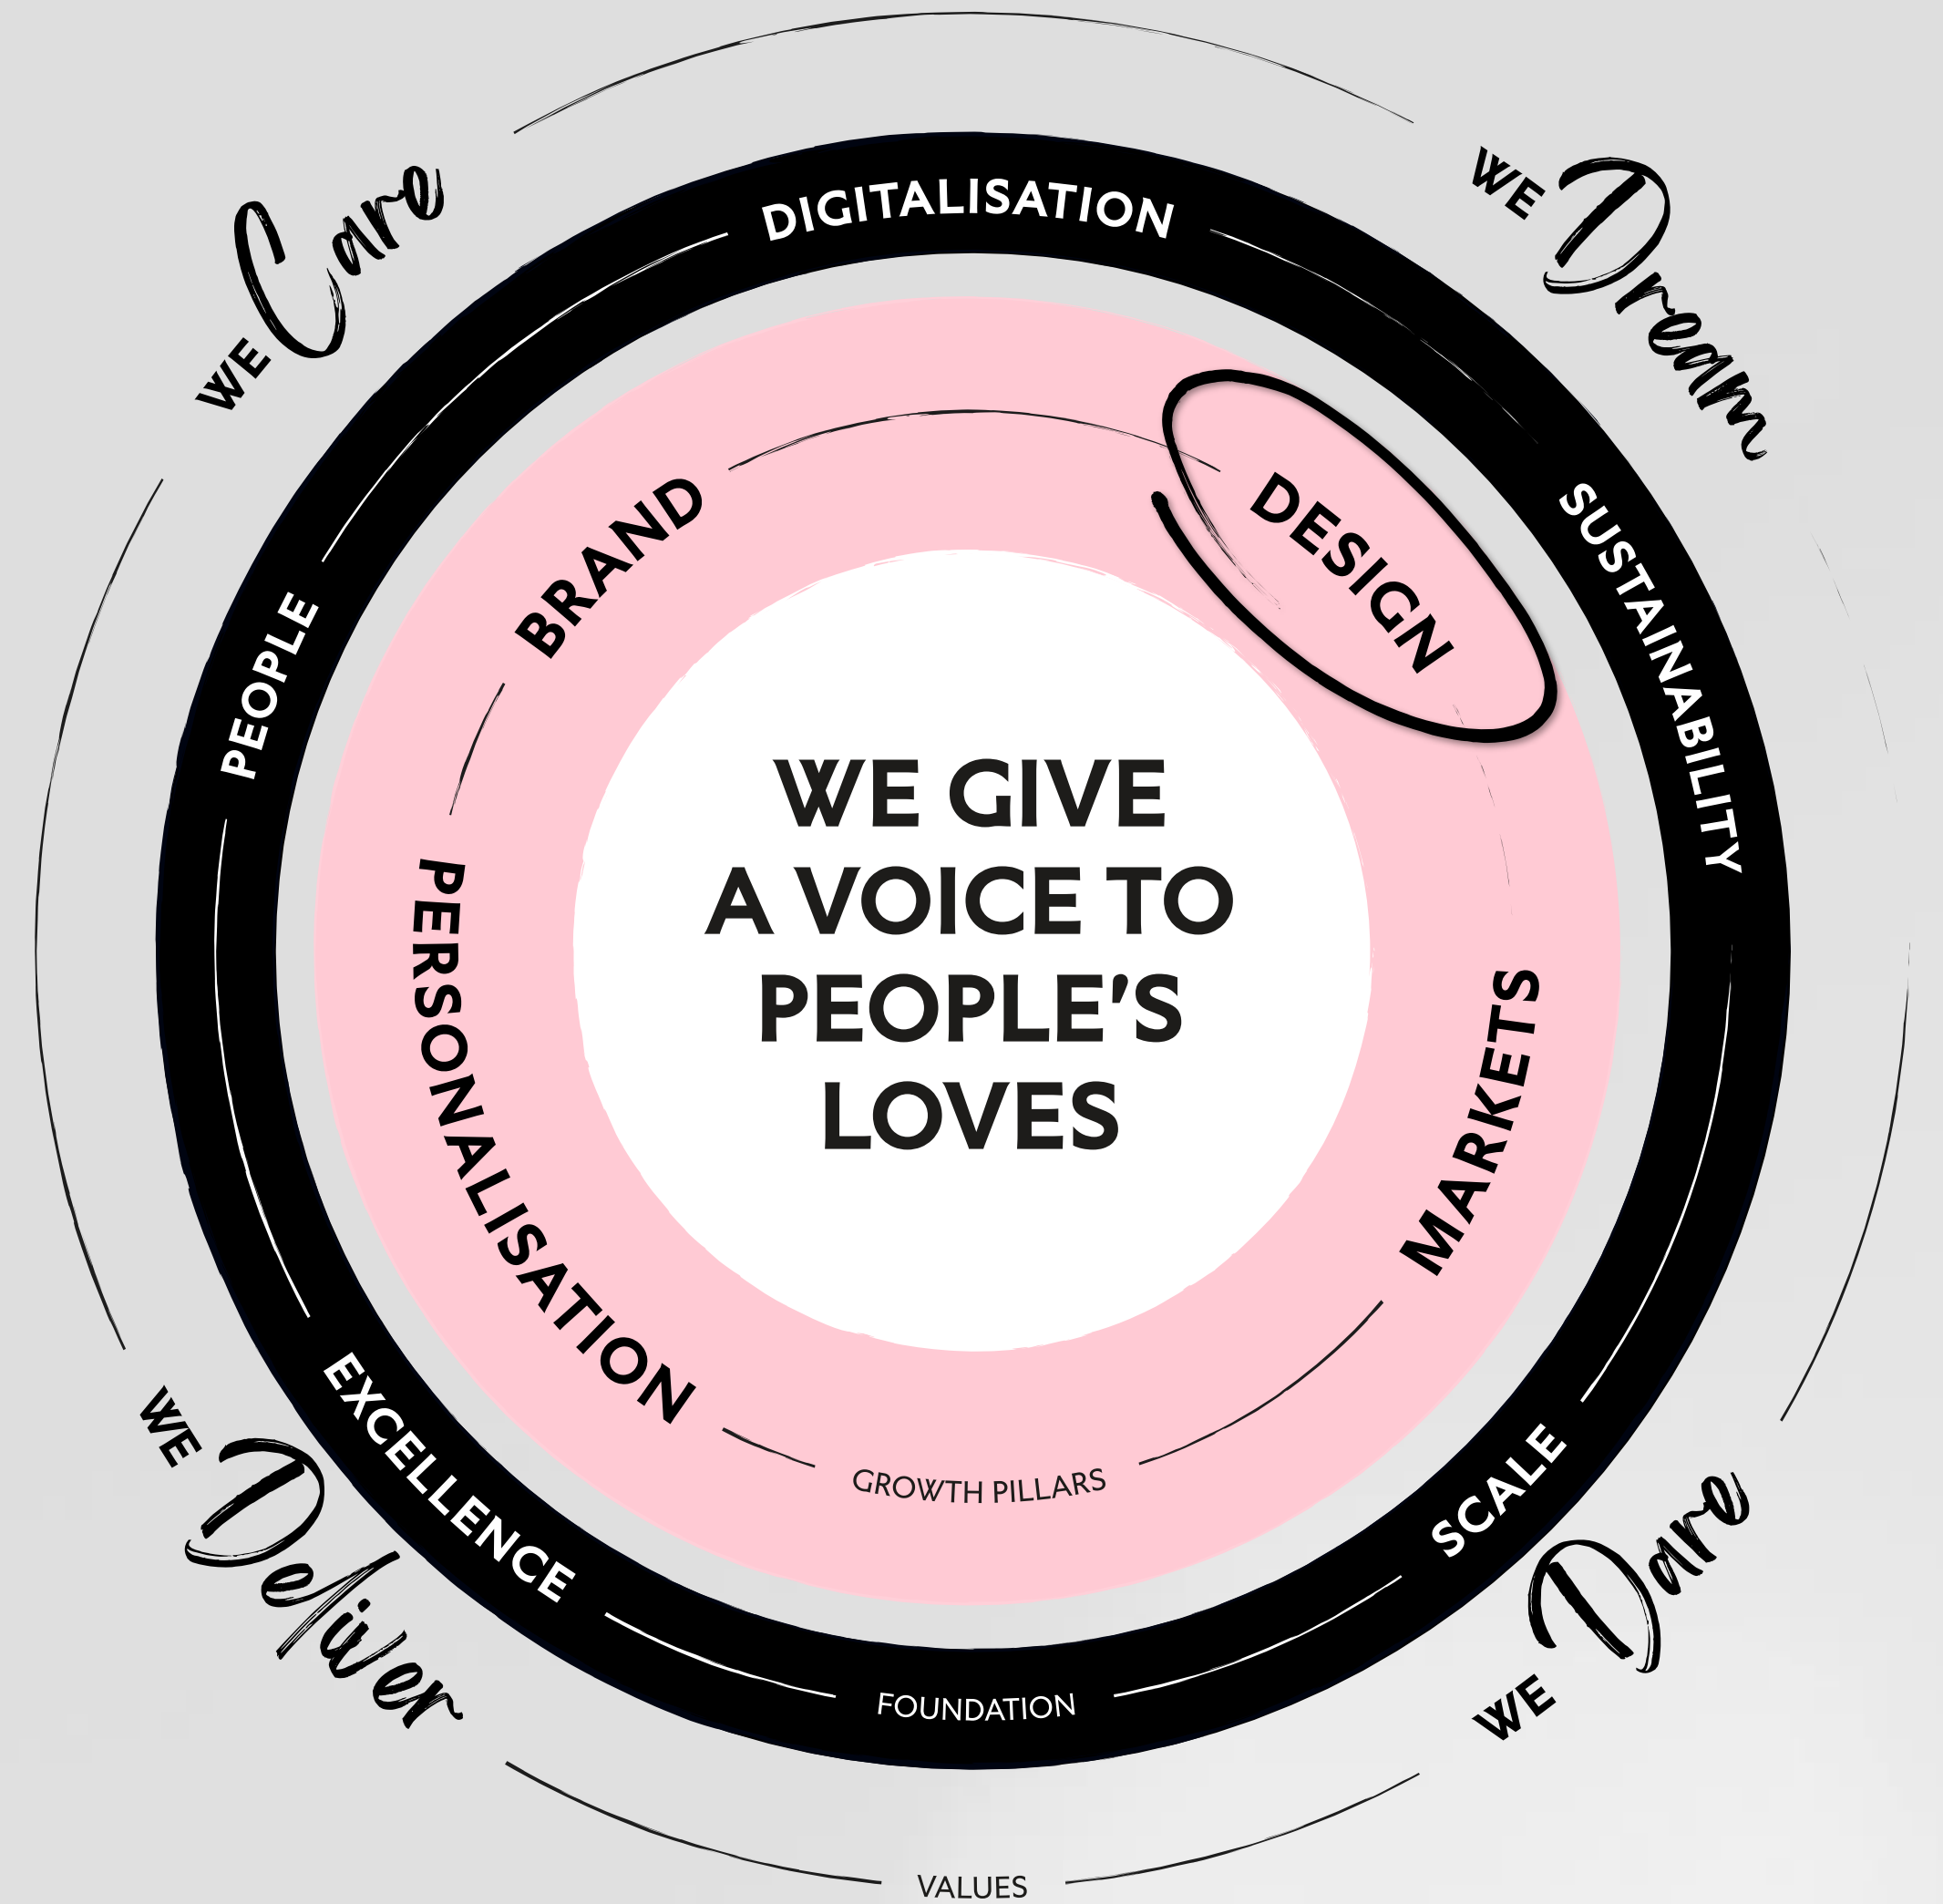 WE Care
WE Dream
WE Dare
WE Deliver
VALUES
DIGITALISATION
SUSTAINABILITY
SCALE
EXCELLENCE
PEOPLE
FOUNDATION
BRAND
DESIGN
MARKETS
PERSONALISATION
GROWTH PILLARS
WE GIVE
A VOICE TO
PEOPLE’S
LOVES